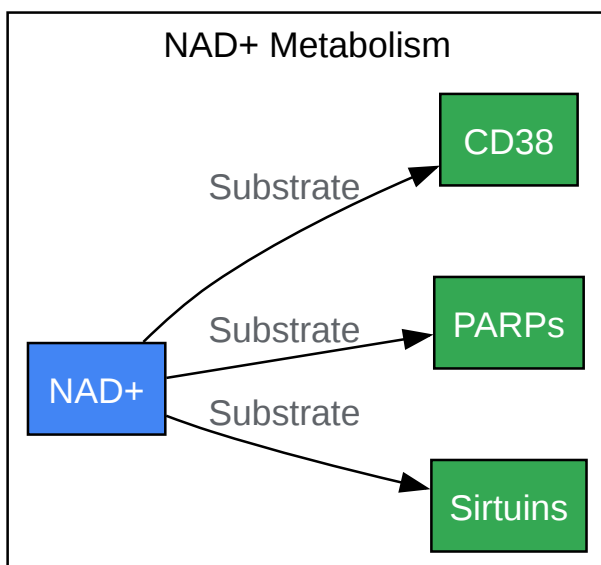 NAD+ Metabolism
CD38
Substrate
PARPs
Substrate
NAD+
Substrate
Sirtuins